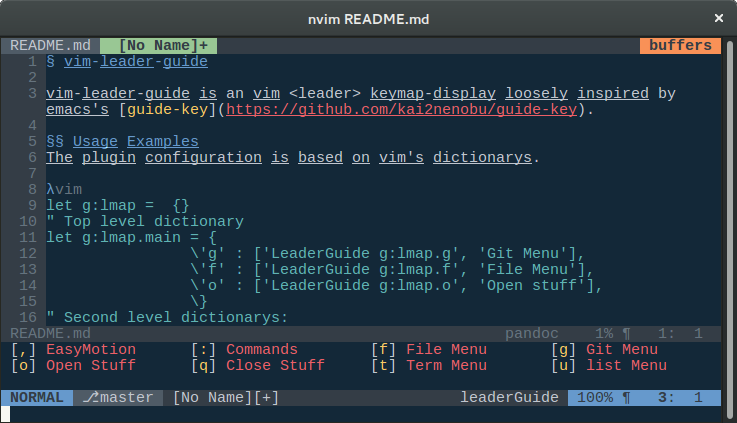 nvim README.md ×
README.md [No Name]+ buffers
1 § vim-leader-guide
2
3 vim-leader-guide is an vim <leader> keymap-display loosely inspired by
emacs's [guide-key](https://github.com/kai2nenobu/guide-key).
4
5 §§ Usage Examples
6 The plugin configuration is based on vim's dictionarys.
7
8 λvim
9 let g:lmap =  {}
10 " Top level dictionary
11 let g:lmap.main = {
12 \'g' : ['LeaderGuide g:lmap.g', 'Git Menu'],
13 \'f' : ['LeaderGuide g:lmap.f', 'File Menu'],
14 \'o' : ['LeaderGuide g:lmap.o', 'Open stuff'],
15 \}
16 " Second level dictionarys:
README.md pandoc 1% ¶ 1: 1
[,] EasyMotion [:] Commands [f] File Menu [g] Git Menu
[o] Open Stuff [q] Close Stuff [t] Term Menu [u] list Menu
NORMAL ⎇master [No Name][+] leaderGuide 100% ¶ 3: 1